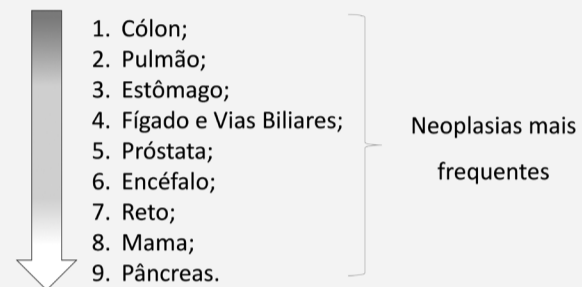 1. Cólon;
2. Pulmão;
3. Estômago;
4. Fígado e Vias Biliares;
5. Próstata;
6. Encéfalo;
7. Reto;
8. Mama;
9. Pâncreas.
Neoplasias mais
frequentes